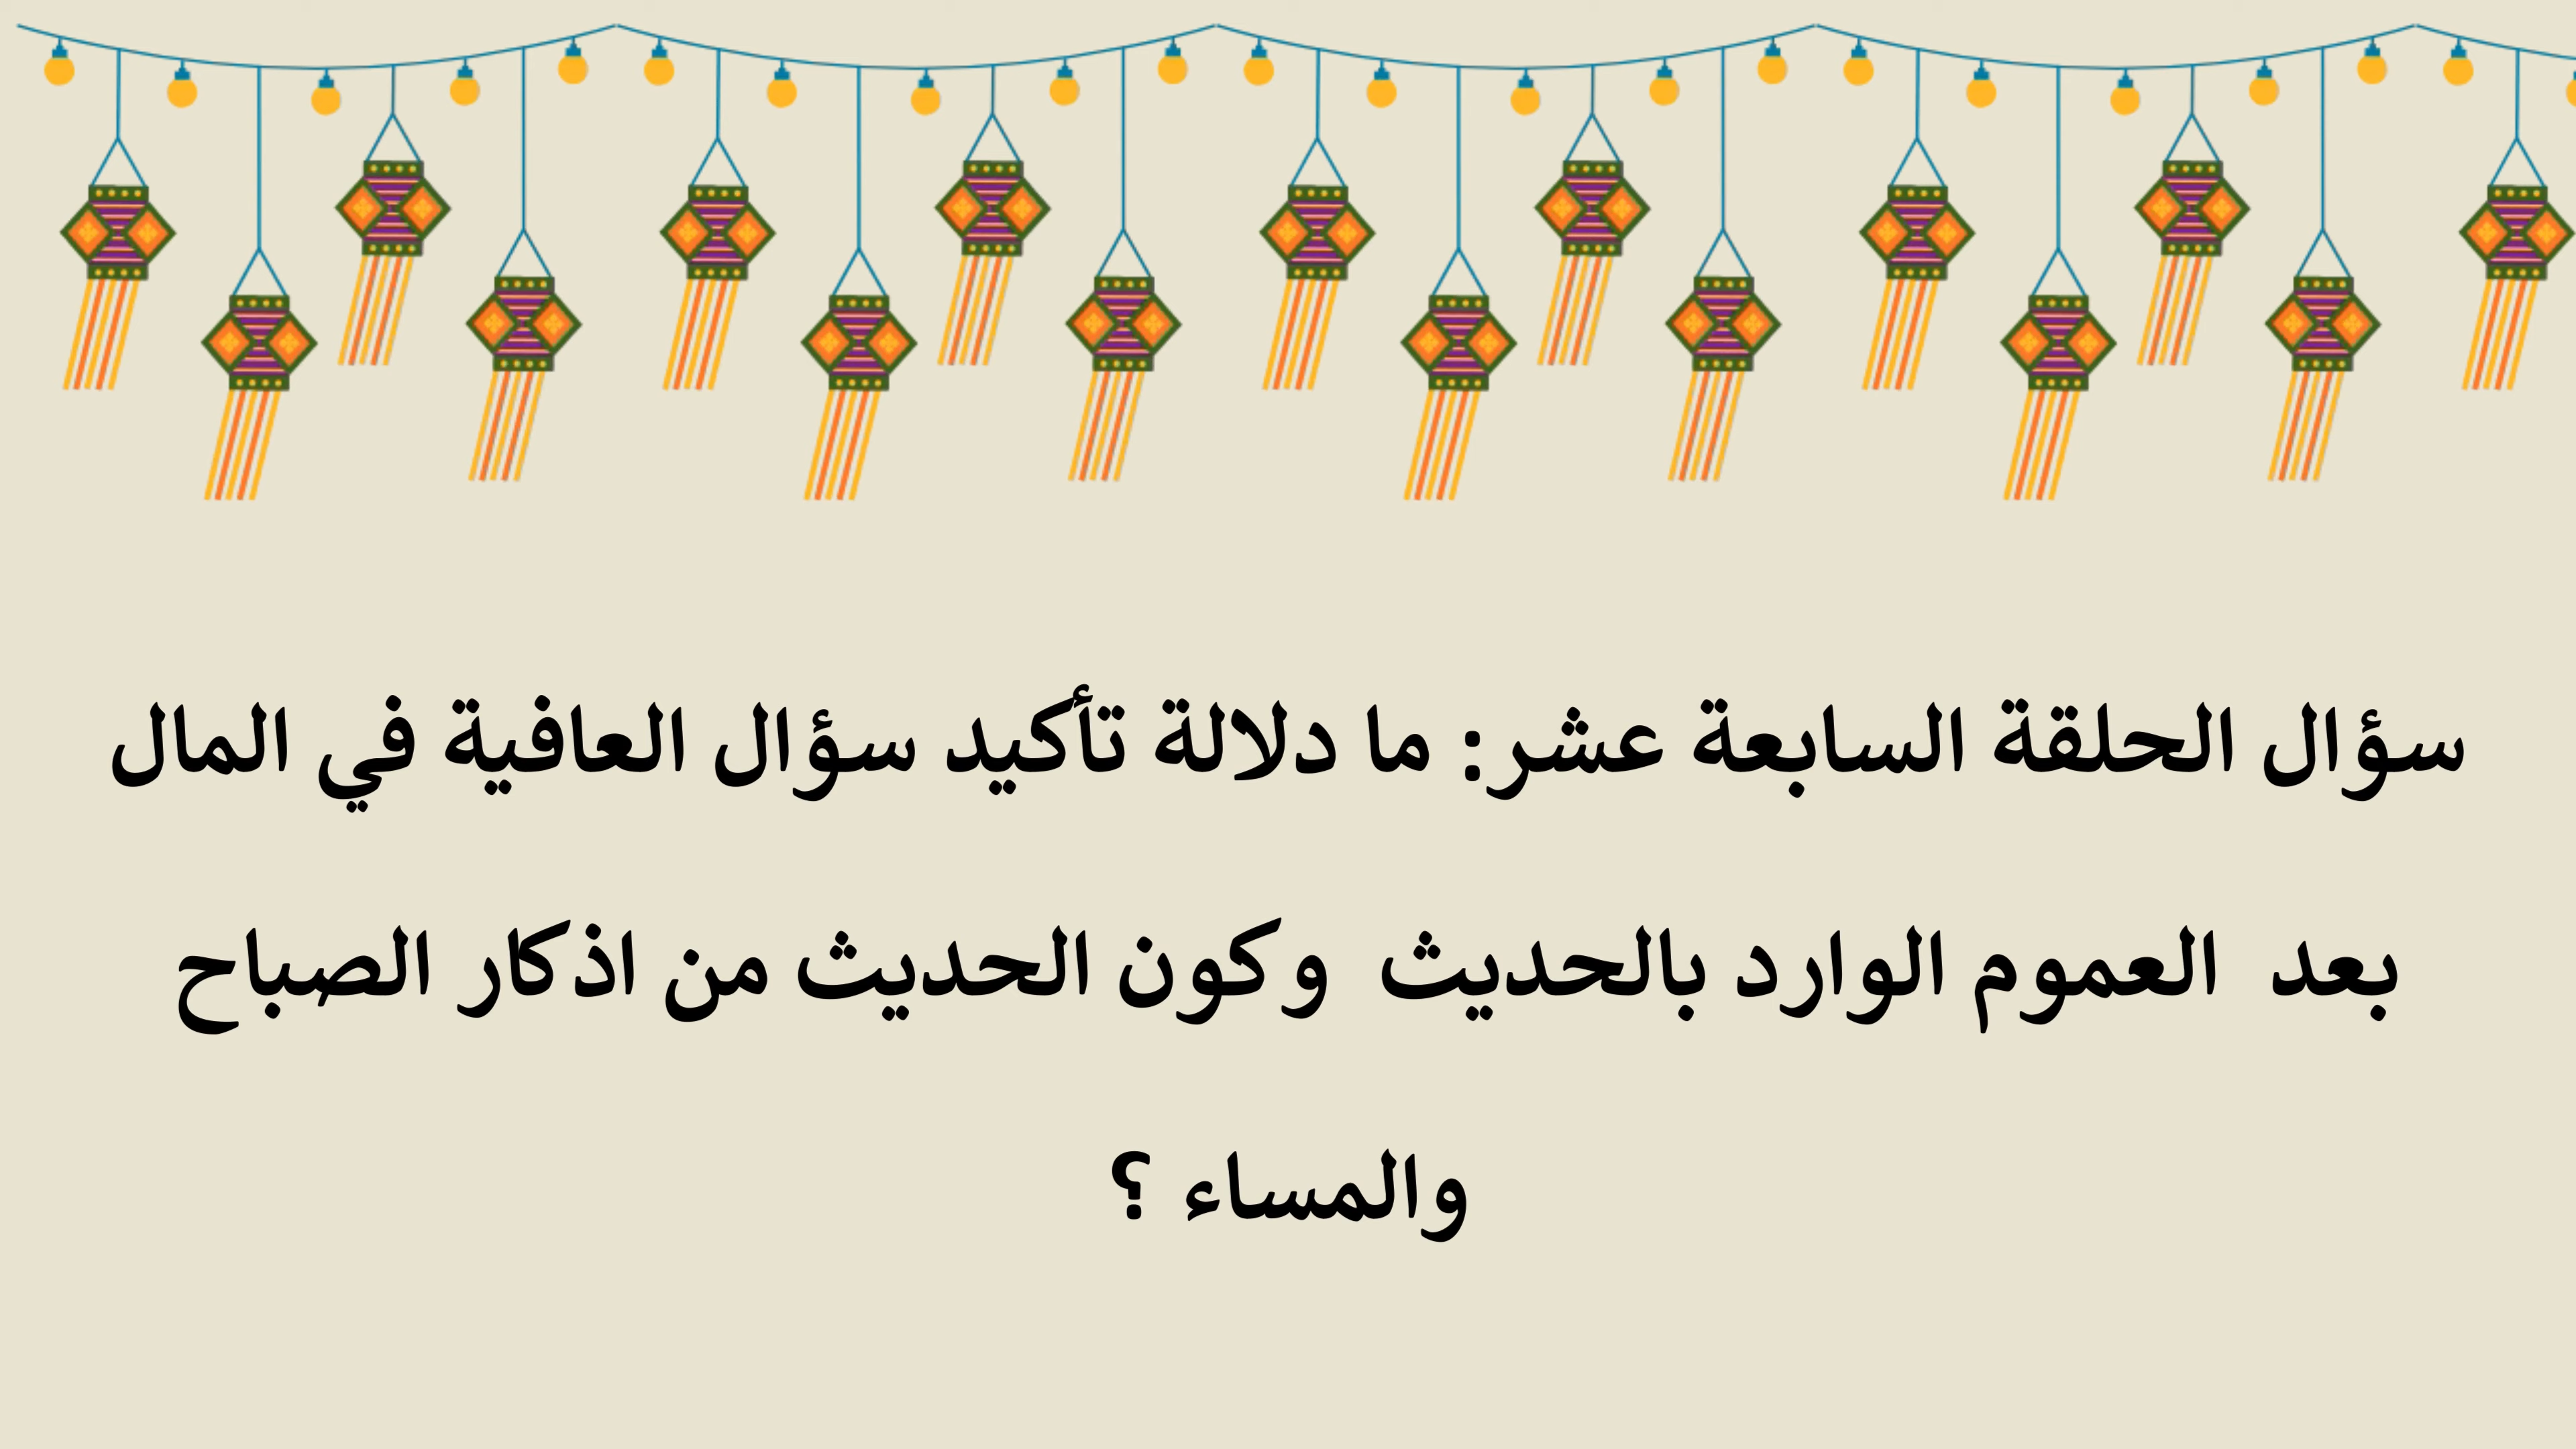 سؤال الحلقة السابعة عشر: ما دلالة تأكيد سؤال العافية في المال
بعد العموم الوارد بالحديث وكون الحديث من اذكار الصباح
والمساء ؟